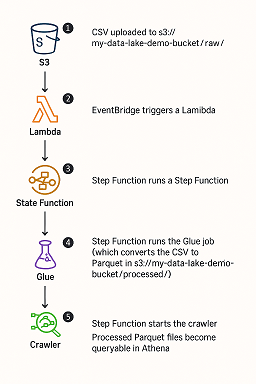 1
CSV uploaded to s3://
my-data-lake-demo-bucket/raw/
S
S3
2
EventBridge triggers a Lamibda
Lambda
3
Step Function runs a Step Function
State Function
4
Step Function runs the Glue job
(which converts the CSV to
Parquet in s3://my-data-lake-demo-
bucket/processed/)
Glue
5
Step Function starts the crawler
Processed Parquet files become
queryable in Athena
Crawler